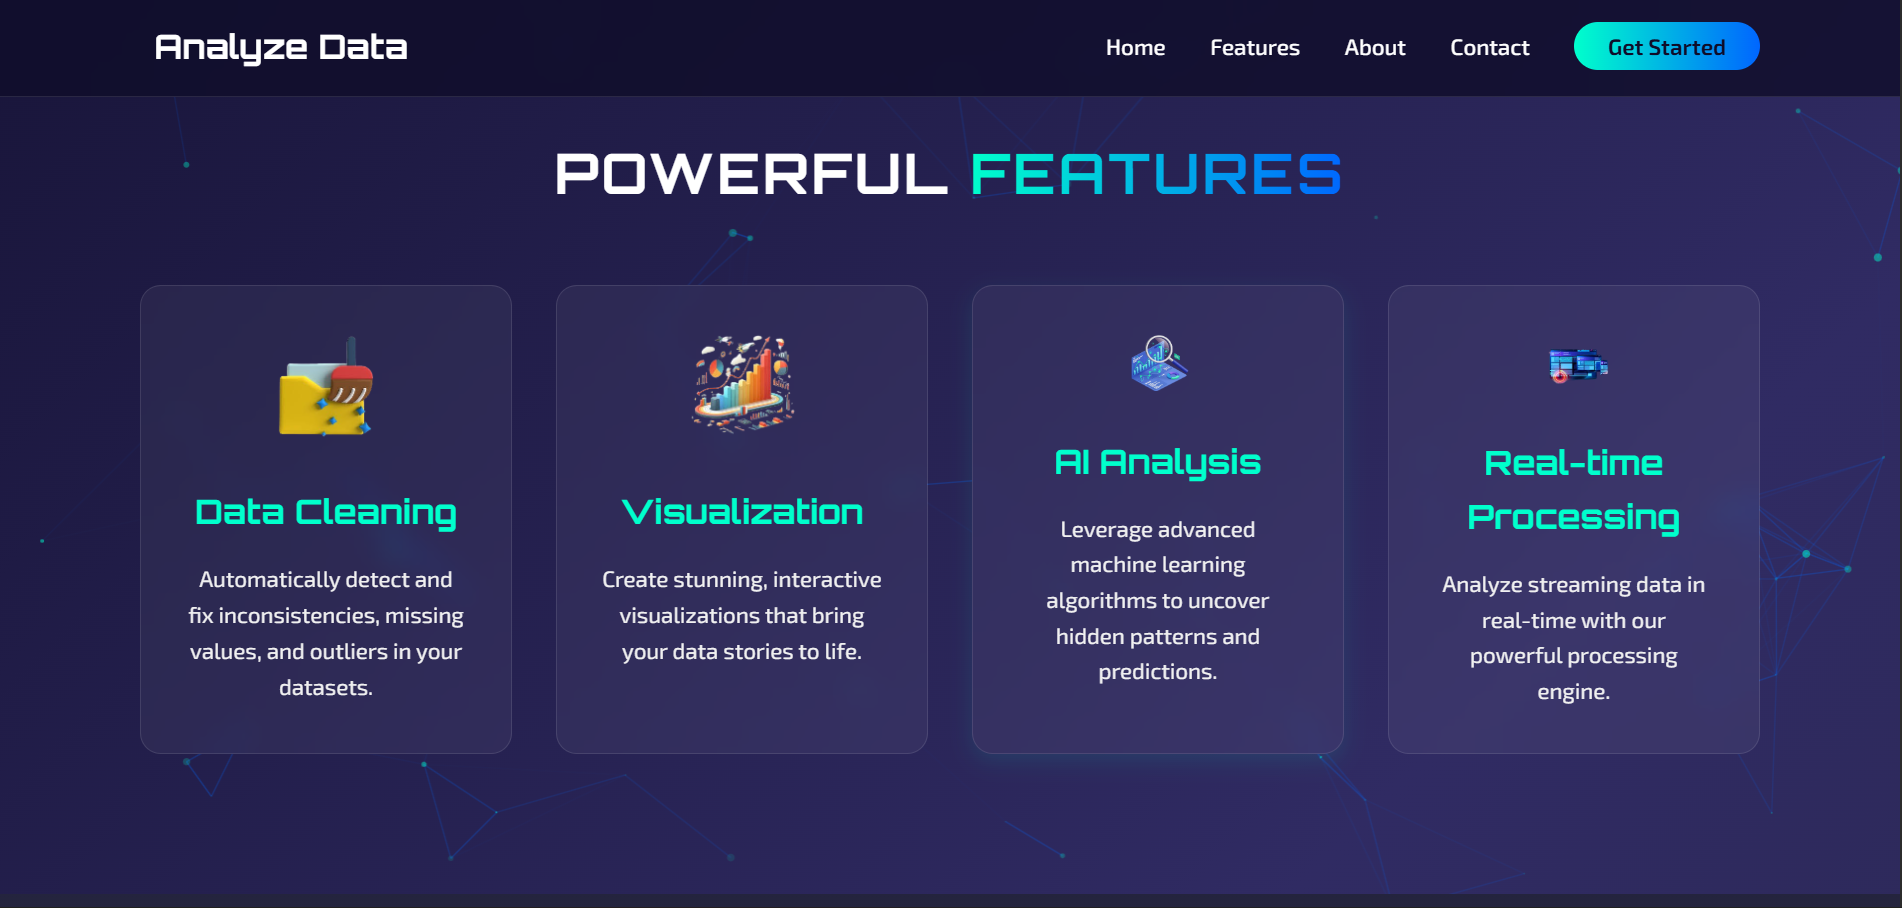 Analyze Data
Home
Features
About
Contact
Get Started
POWERFUL FEATURES
Data Cleaning
Automatically detect and
fix inconsistencies, missing
values, and outliers in your
datasets.
Visualization
Create stunning, interactive
visualizations that bring
your data stories to life.
AI Analysis
Leverage advanced
machine learning
algorithms to uncover
hidden patterns and
predictions.
Real-time
Processing
Analyze streaming data in
real-time with our
powerful processing
engine.